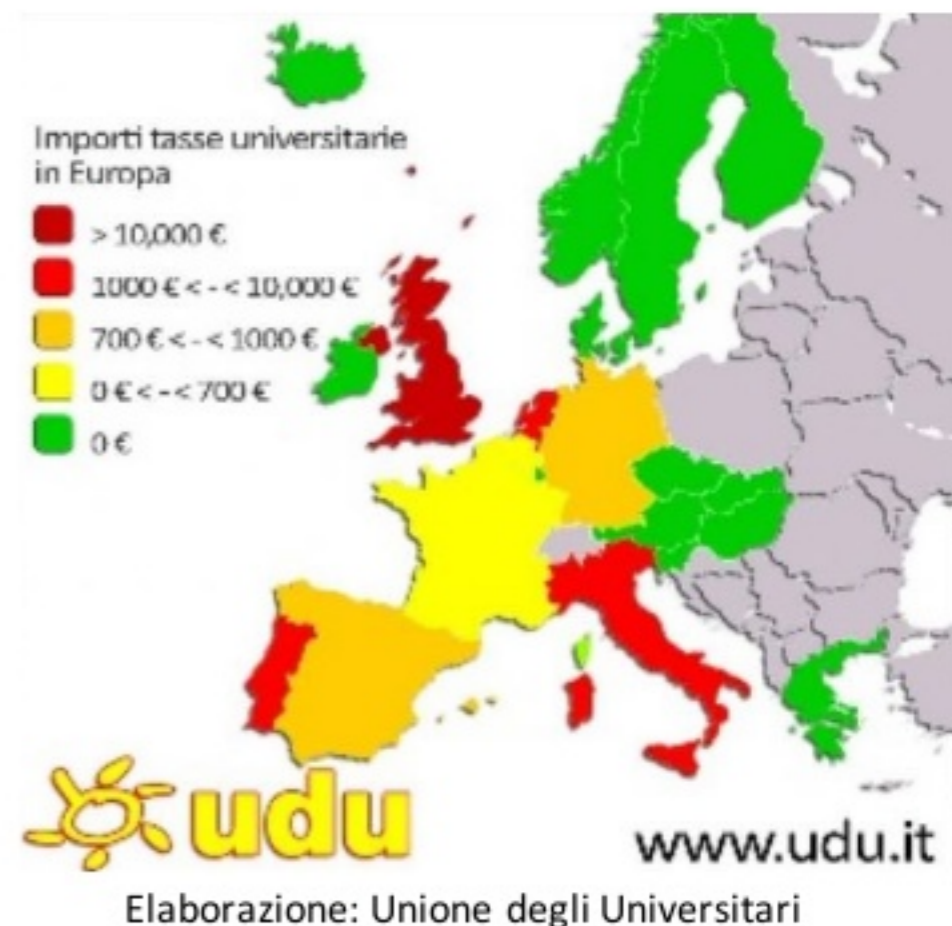 Importi tasse universitarie
in Europa
> 10,000 €
1000 € < - < 10,000 €
700 € < - < 1000 €
0 € < - < 700 €
0 €
udu
www.udu.it
Elaborazione: Unione degli Universitari